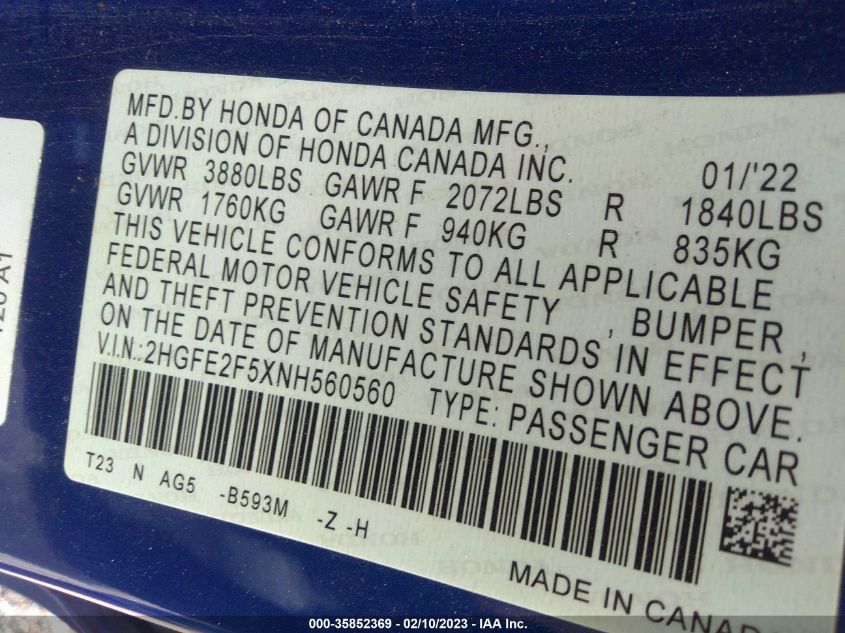 MFD.BY HONDA OF CANADA MFG.,
A DIVISION OF HONDA CANADA INC. 01/'22
GVWR 3880LBS GAWR F 2072LBS R 1840LBS
GVWR 1760KG GAWR F 940KG R 835KG
THIS VEHICLE CONFORMS TO ALL APPLICABLE
FEDERAL MOTOR VEHICLE SAFETY , BUMPER ,
AND THEFT PREVENTION STANDARDS IN EFFECT
ON THE DATE OF MANUFACTURE SHOWN ABOVE.
V.I.N.:2HGFE2F5XNH560560 TYPE: PASSENGER CAR
T23 N AG5 -B593M -Z -H
MADE IN CANAD
A1
000-35852369 - 02/10/2023 - IAA Inc.